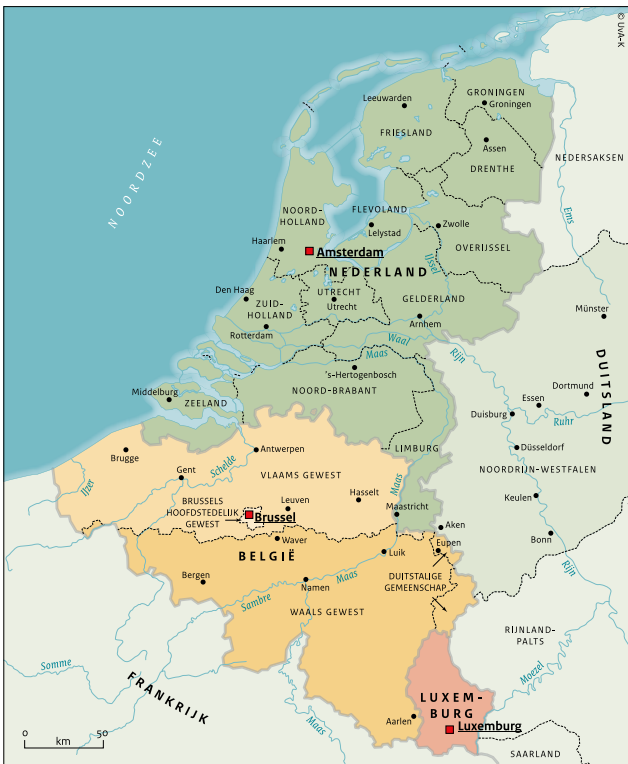 © UvA-K
NOORDZEE
GRONINGEN
Groningen
Leeuwarden
FRIESLAND
Assen
DRENTHE
NEDERSAKSEN
Ems
NOORD-
HOLLAND
FLEVOLAND
Lelystad
Zwolle
OVERIJSSEL
Haarlem
Amsterdam
NEDERLAND
IJssel
Den Haag
ZUID-
HOLLAND
UTRECHT
Utrecht
GELDERLAND
Arnhem
Rotterdam
Waal
Maas
Rijn
Münster
's-Hertogenbosch
NOORD-BRABANT
DUITSLAND
Middelburg
ZEELAND
Dortmund
Essen
Ruhr
Duisburg
Düsseldorf
LIMBURG
Brugge
Antwerpen
Gent
Schelde
VLAAMS GEWEST
NOORDRIJN-WESTFALEN
IJzer
Hasselt
Maas
Keulen
BRUSSELS
HOOFDSTEDELIJK
GEWEST
Leuven
Brussel
Maastricht
Aken
Bonn
Rijn
Waver
BELGIË
Luik
Eupen
Bergen
Namen
Maas
DUITSTALIGE
GEMEENSCHAP
Sambre
WAALS GEWEST
RIJNLAND-
PALTS
Somme
Moezel
FRANKRIJK
LUXEM-
BURG
Aarlen
Luxemburg
Maas
0 50
km
SAARLAND